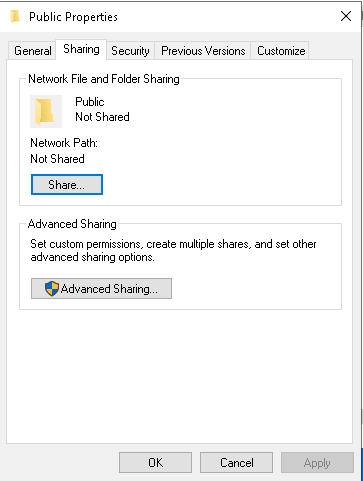 Public Properties
General Sharing Security Previous Versions Customize
Network File and Folder Sharing
Public
Not Shared
Network Path:
Not Shared
Share...
Advanced Sharing
Set custom permissions, create multiple shares, and set other
advanced sharing options.
Advanced Sharing...
OK Cancel Apply